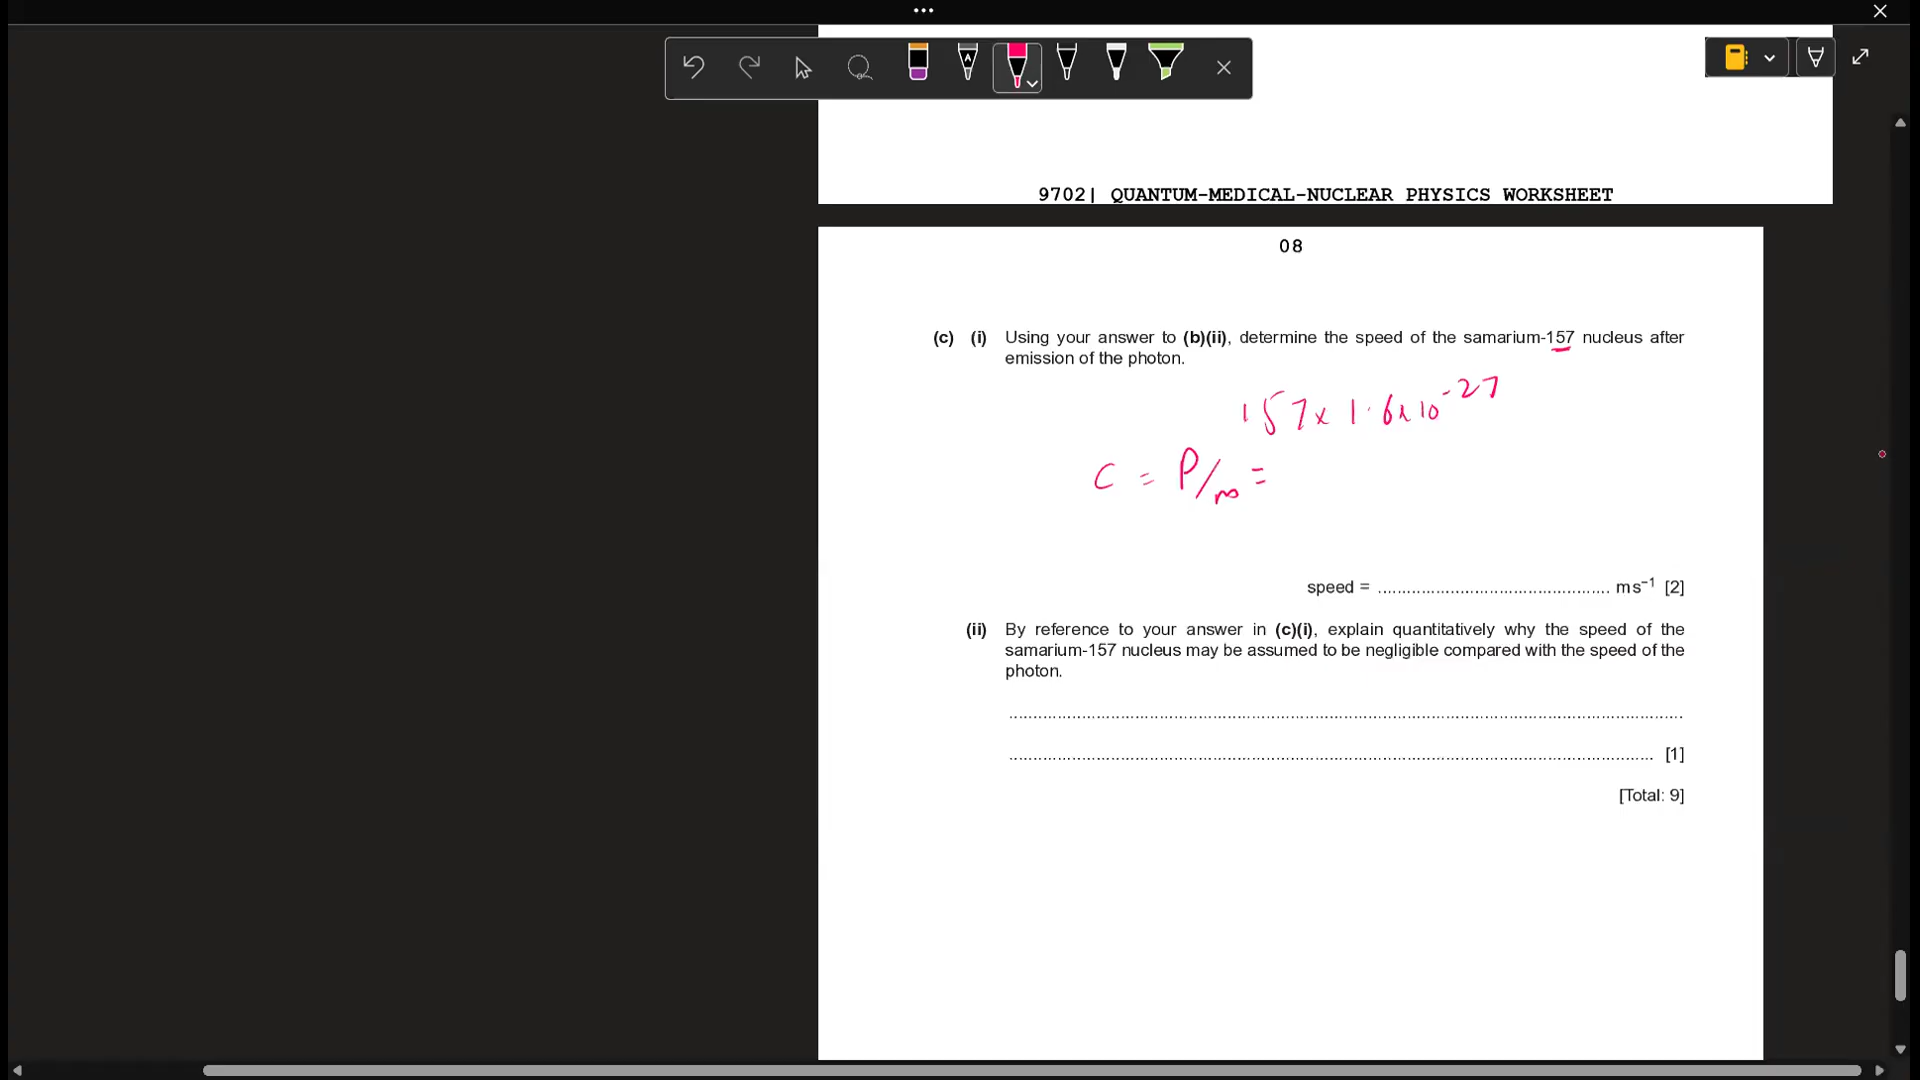 9702| QUANTUM-MEDICAL-NUCLEAR PHYSICS WORKSHEET
08
(c) (i) Using your answer to (b)(ii), determine the speed of the samarium-157 nucleus after
emission of the photon.
157 x 1.6x10^-27
C = P/m =
speed = ................................................ m s⁻¹ [2]
(ii) By reference to your answer in (c)(i), explain quantitatively why the speed of the
samarium-157 nucleus may be assumed to be negligible compared with the speed of the
photon.
..........................................................................................................................................
.................................................................................................................................... [1]
[Total: 9]